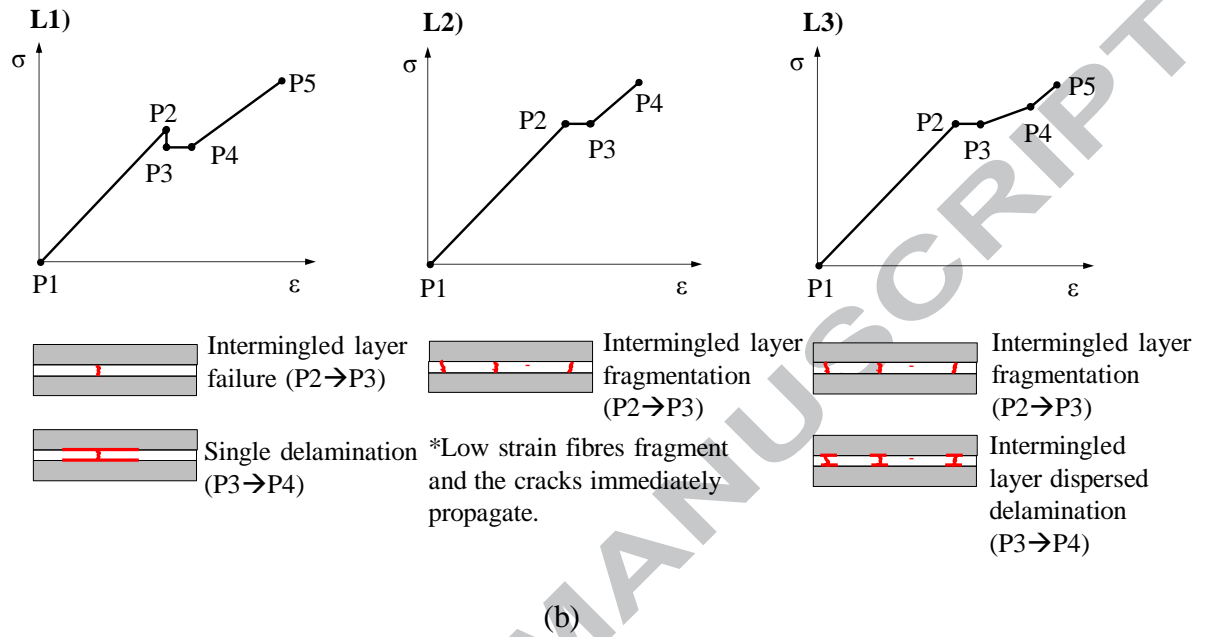 L1)
σ
P2
P3
P4
P5
P1
ε
Intermingled layer
failure (P2→P3)
Single delamination
(P3→P4)
L2)
σ
P2
P3
P4
P1
ε
Intermingled layer
fragmentation
(P2→P3)
*Low strain fibres fragment
and the cracks immediately
propagate.
L3)
σ
P2
P3
P4
P5
P1
ε
Intermingled layer
fragmentation
(P2→P3)
Intermingled
layer dispersed
delamination
(P3→P4)
(b)
MANUSCRIPT